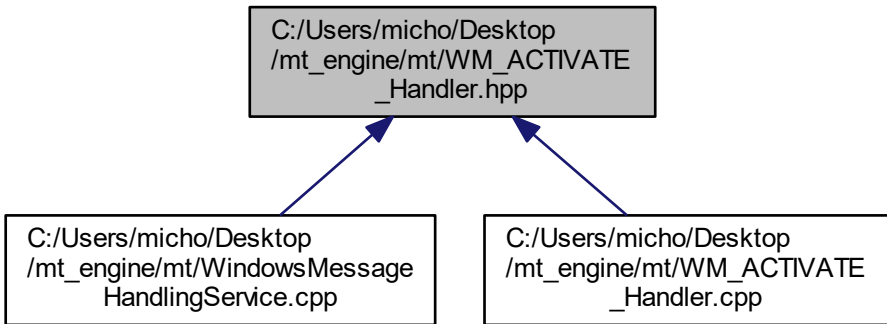 C:/Users/micho/Desktop
/mt_engine/mt/WM_ACTIVATE
_Handler.hpp
C:/Users/micho/Desktop
/mt_engine/mt/WindowsMessage
HandlingService.cpp
C:/Users/micho/Desktop
/mt_engine/mt/WM_ACTIVATE
_Handler.cpp